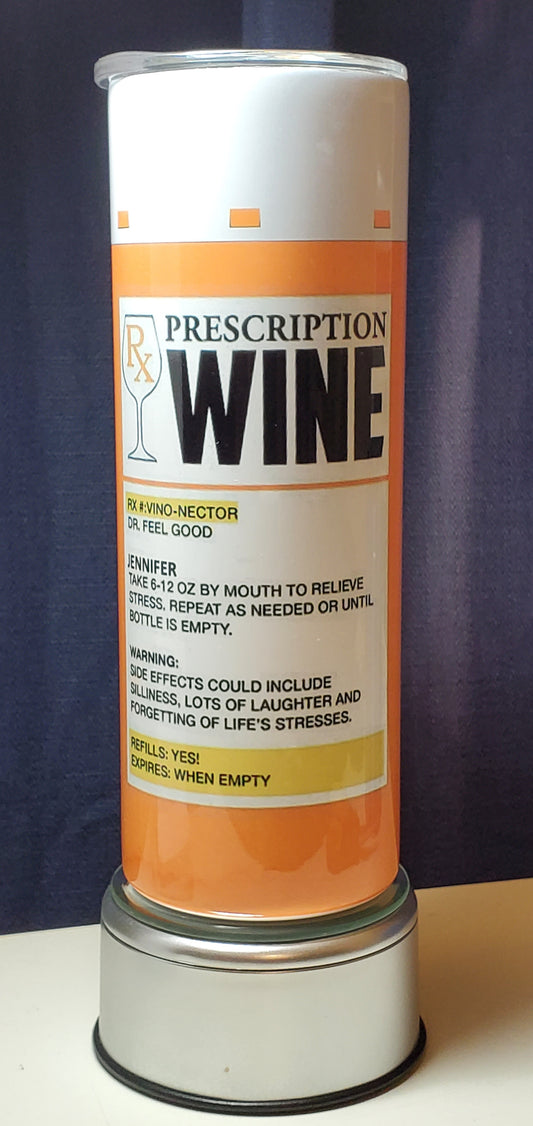 Rx
PRESCRIPTION
WINE
RX #:VINO-NECTOR
DR. FEEL GOOD
JENNIFER
TAKE 6-12 OZ BY MOUTH TO RELIEVE
STRESS. REPEAT AS NEEDED OR UNTIL
BOTTLE IS EMPTY.
WARNING:
SIDE EFFECTS COULD INCLUDE
SILLINESS, LOTS OF LAUGHTER AND
FORGETTING OF LIFE'S STRESSES.
REFILLS: YES!
EXPIRES: WHEN EMPTY